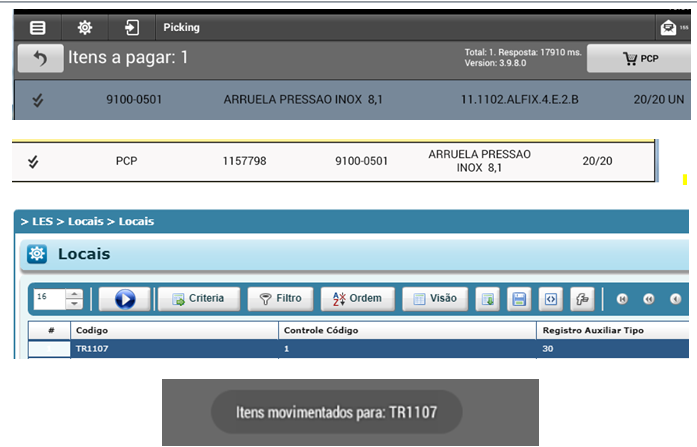 Picking
Itens a pagar: 1
Total: 1. Resposta: 17910 ms.
Version: 3.9.8.0
PCP
9100-0501 ARRUELA PRESSAO INOX 8,1 11.1102.ALFIX.4.E.2.B 20/20 UN
PCP 1157798 9100-0501 ARRUELA PRESSAO INOX 8,1 20/20
> LES > Locais > Locais
Locais
16 Criteria Filtro Ordem Visão
# Codigo Controle Código Registro Auxiliar Tipo
TR1107 1 30
Itens movimentados para: TR1107